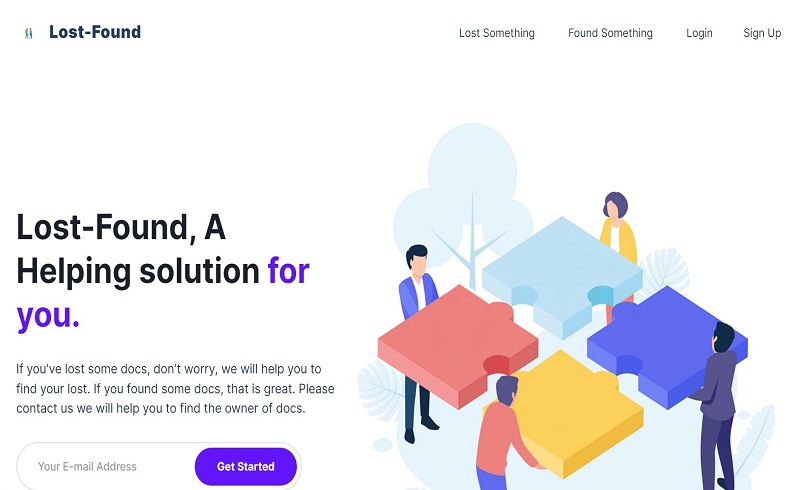 Lost-Found
Lost Something
Found Something
Login
Sign Up
Lost-Found, A
Helping solution for
you.
If you've lost some docs, don't worry, we will help you to
find your lost. If you found some docs, that is great. Please
contact us we will help you to find the owner of docs.
Your E-mail Address
Get Started